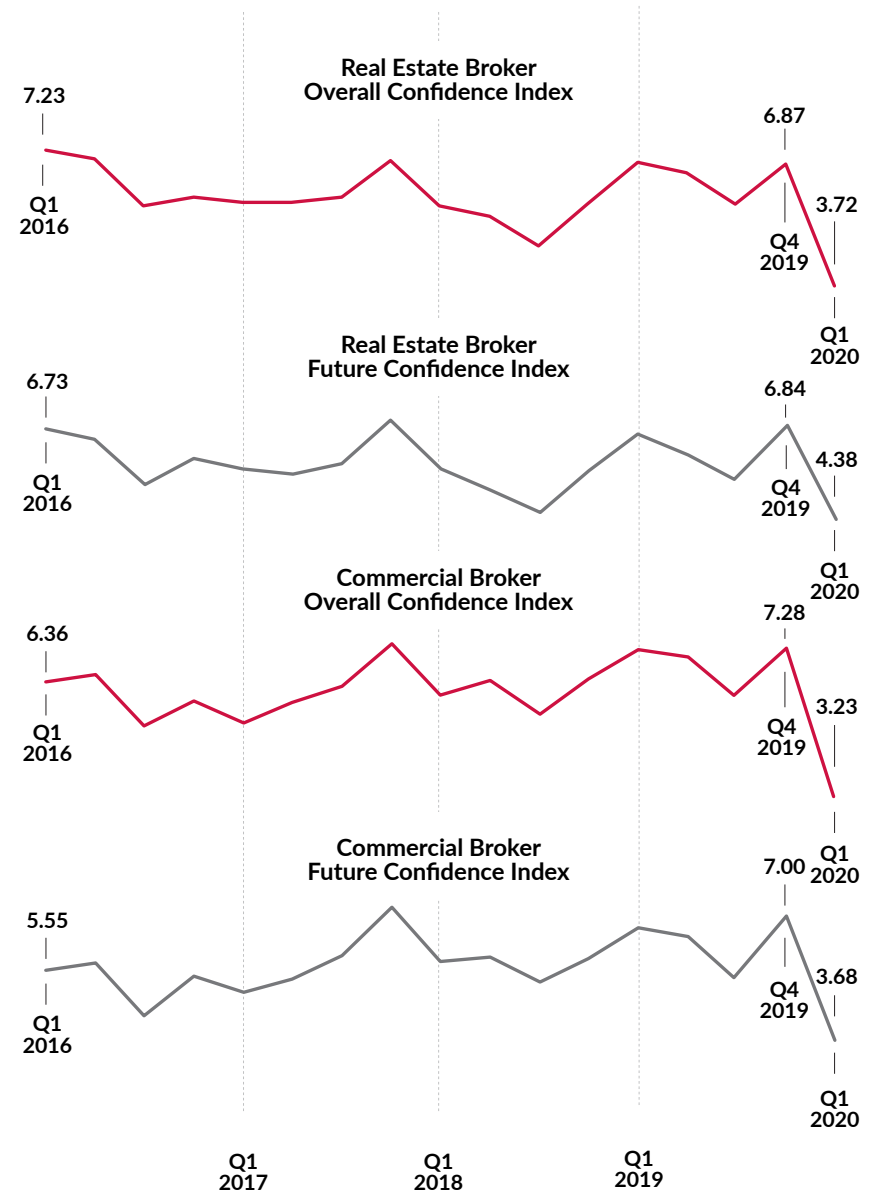 Real Estate Broker
Overall Confidence Index
7.23
Q1
2016
6.87
Q4
2019
3.72
Q1
2020
Real Estate Broker
Future Confidence Index
6.73
Q1
2016
6.84
Q4
2019
4.38
Q1
2020
Commercial Broker
Overall Confidence Index
6.36
Q1
2016
7.28
Q4
2019
3.23
Q1
2020
Commercial Broker
Future Confidence Index
5.55
Q1
2016
7.00
Q4
2019
3.68
Q1
2020
Q1
2017
Q1
2018
Q1
2019